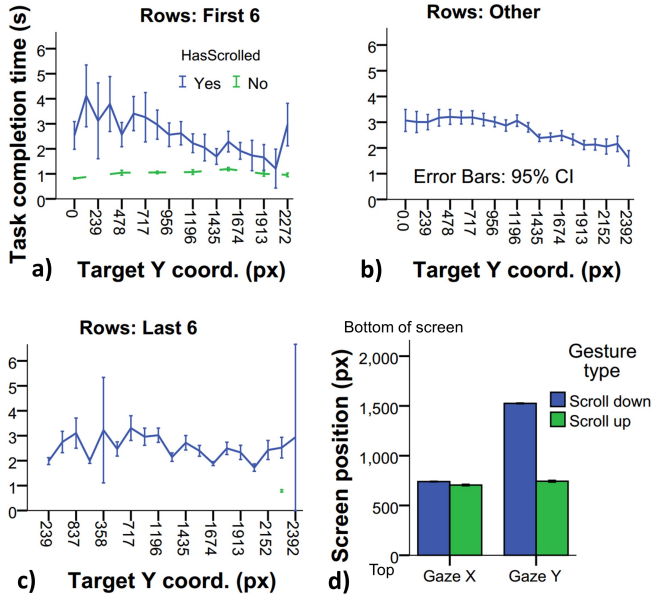 Rows: First 6
Task completion time (s)
HasScrolled
Yes No
6
5
4
3
2
1
0
0 239 478 717 956 1196 1435 1674 1913 2272
a) Target Y coord. (px)
Rows: Other
6
5
4
3
2
1
0
Error Bars: 95% CI
0.0 239 478 717 956 1196 1435 1674 1913 2152 2392
b) Target Y coord. (px)
Rows: Last 6
6
5
4
3
2
1
0
239 837 358 717 1196 1435 1674 1913 2152 2392
c) Target Y coord. (px)
Bottom of screen
Screen position (px)
2,000
1,500
1,000
500
0
Top
Gesture
type
Scroll down
Scroll up
Gaze X Gaze Y
d)